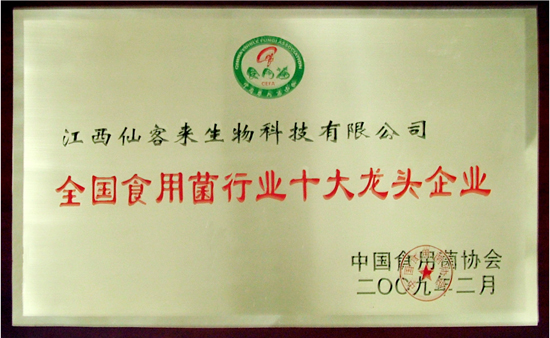 江西仙客来生物科技有限公司
全国食用菌行业十大龙头企业
中国食用菌协会
二〇〇九年二月